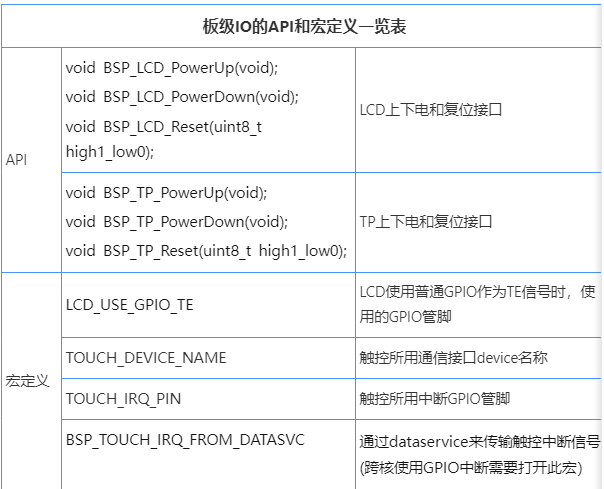 板级IO的API和宏定义一览表
API
void BSP_LCD_PowerUp(void);
void BSP_LCD_PowerDown(void);
void BSP_LCD_Reset(uint8_t
high1_low0);
LCD上下电和复位接口
void BSP_TP_PowerUp(void);
void BSP_TP_PowerDown(void);
void BSP_TP_Reset(uint8_t high1_low0);
TP上下电和复位接口
宏定义
LCD_USE_GPIO_TE
LCD使用普通GPIO作为TE信号时，使
用的GPIO管脚
TOUCH_DEVICE_NAME
触控所用通信接口device名称
TOUCH_IRQ_PIN
触控所用中断GPIO管脚
BSP_TOUCH_IRQ_FROM_DATASVC
通过dataservice来传输触控中断信号
(跨核使用GPIO中断需要打开此宏)